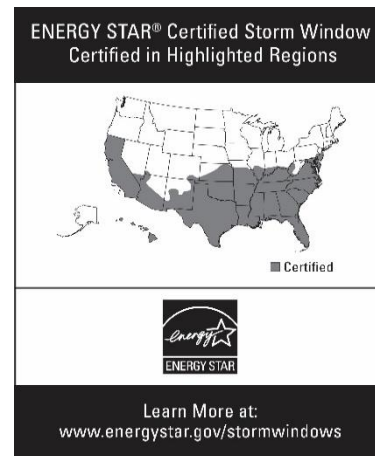 ENERGY STAR® Certified Storm Window
Certified in Highlighted Regions
Certified
energy
ENERGY STAR
Learn More at:
www.energystar.gov/stormwindows